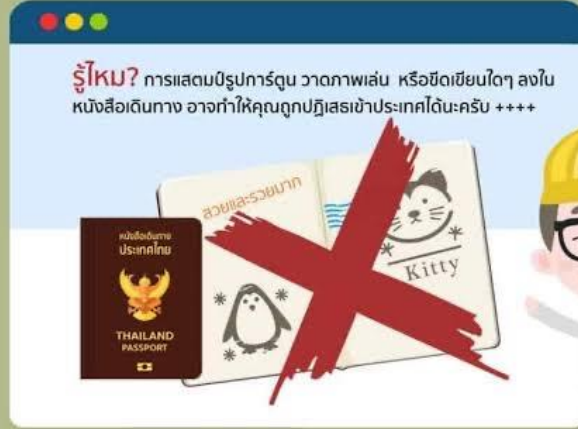 รู้ไหม? การแสตมป์รูปการ์ตูน วาดภาพเล่น หรือขีดเขียนใดๆ ลงใน
หนังสือเดินทาง อาจทำให้คุณถูกปฏิเสธเข้าประเทศได้นะครับ ++++
สวยและรวยมาก
Kitty
หนังสือเดินทาง
ประเทศไทย
THAILAND
PASSPORT